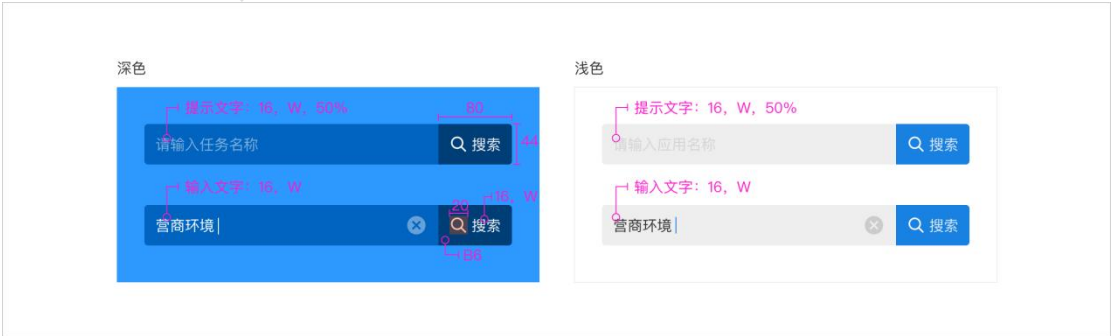 深色
提示文字：16，W，50%
80
请输入任务名称
搜索
44
输入文字：16，W
16，W
20
营商环境
搜索
B6
浅色
提示文字：16，W，50%
请输入应用名称
搜索
输入文字：16，W
营商环境
搜索